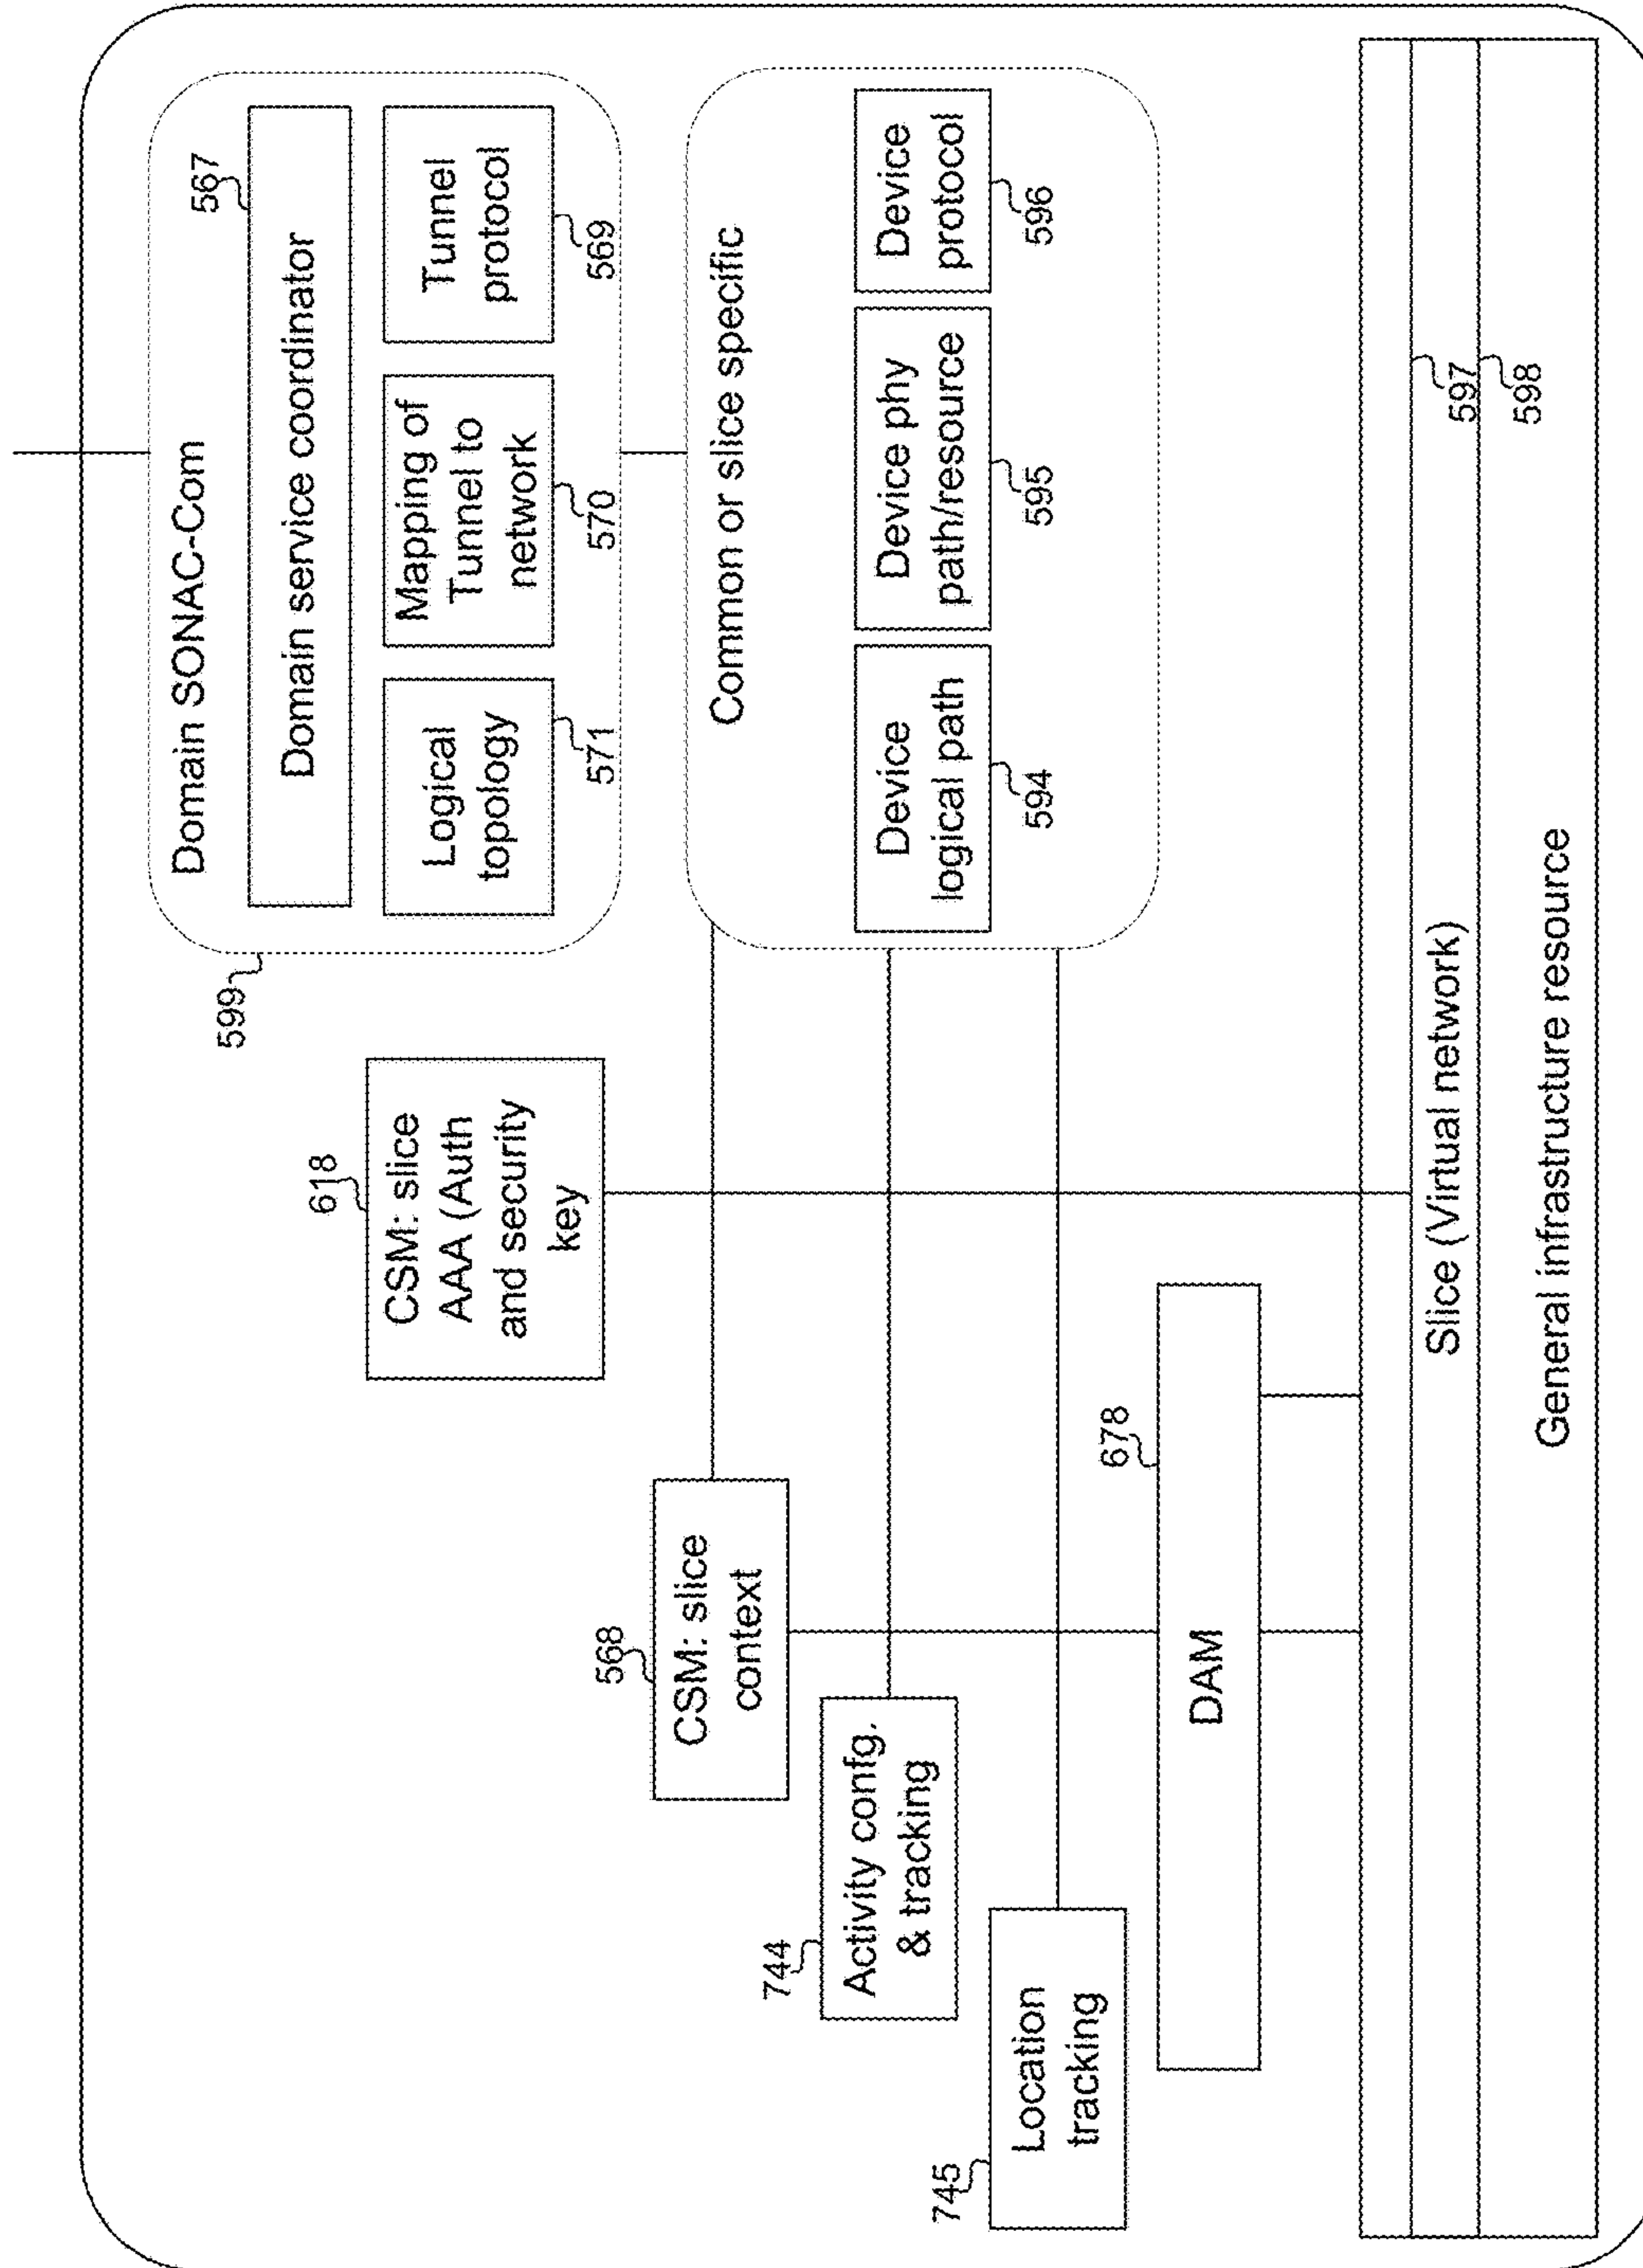 Domain SONAC-Com
567
Domain service coordinator
Logical
topology
571
Mapping of
Tunnel to
network
570
Tunnel
protocol
569
599
618
CSM: slice
AAA (Auth
and security
key
Common or slice specific
568
CSM: slice
context
744
Activity confg.
& tracking
Device
logical path
594
Device phy
path/resource
595
Device
protocol
596
745
Location
tracking
678
DAM
Slice (Virtual network)
597
598
General infrastructure resource